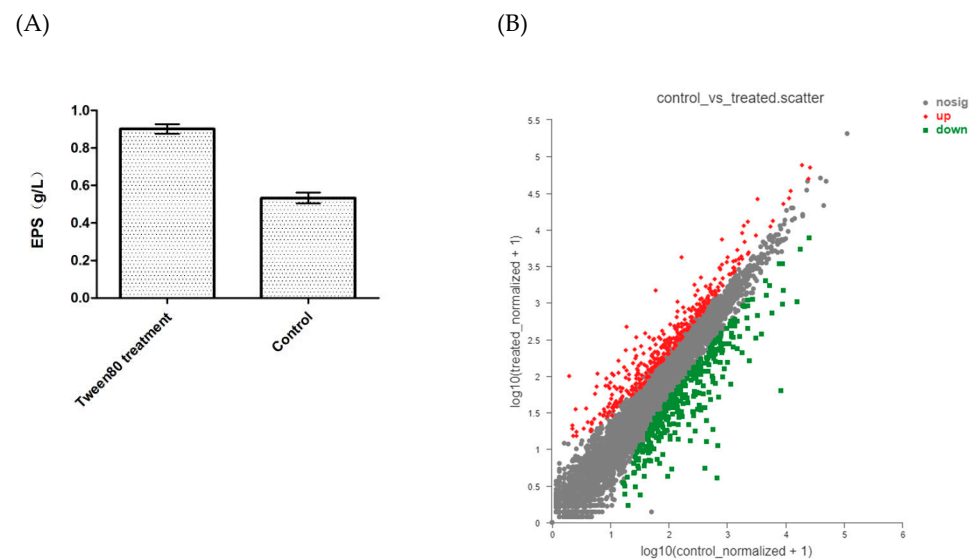 (A)
(B)
EPS（g/L）
1.0
0.8
0.6
0.4
0.2
0.0
Tween80 treatment
Control
control_vs_treated.scatter
nosig
up
down
log10(treated_normalized + 1)
5.5
5
4.5
4
3.5
3
2.5
2
1.5
1
0.5
0
0
1
2
3
4
5
6
log10(control_normalized + 1)